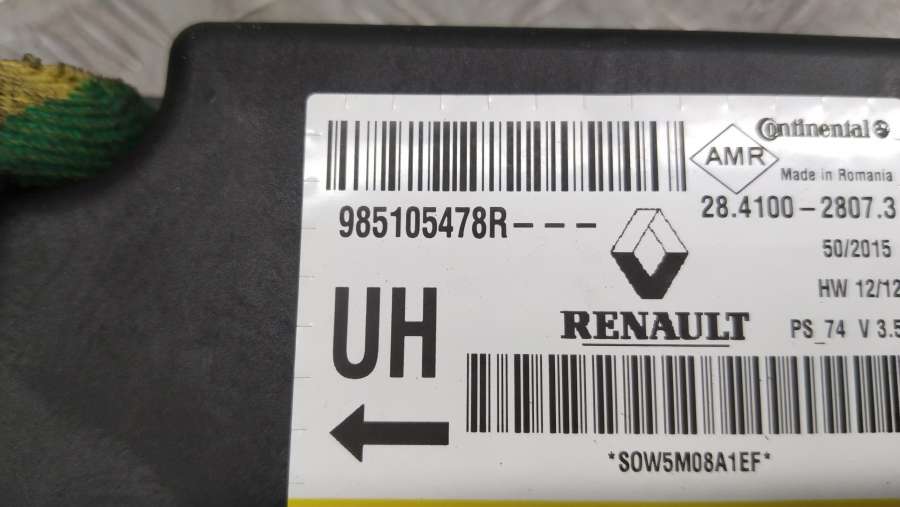 Continental
AMR
Made in Romania
985105478R---
28.4100-2807.3
50/2015
HW 12/12
UH
RENAULT
PS_74 V 3.5
*S0W5M08A1EF*